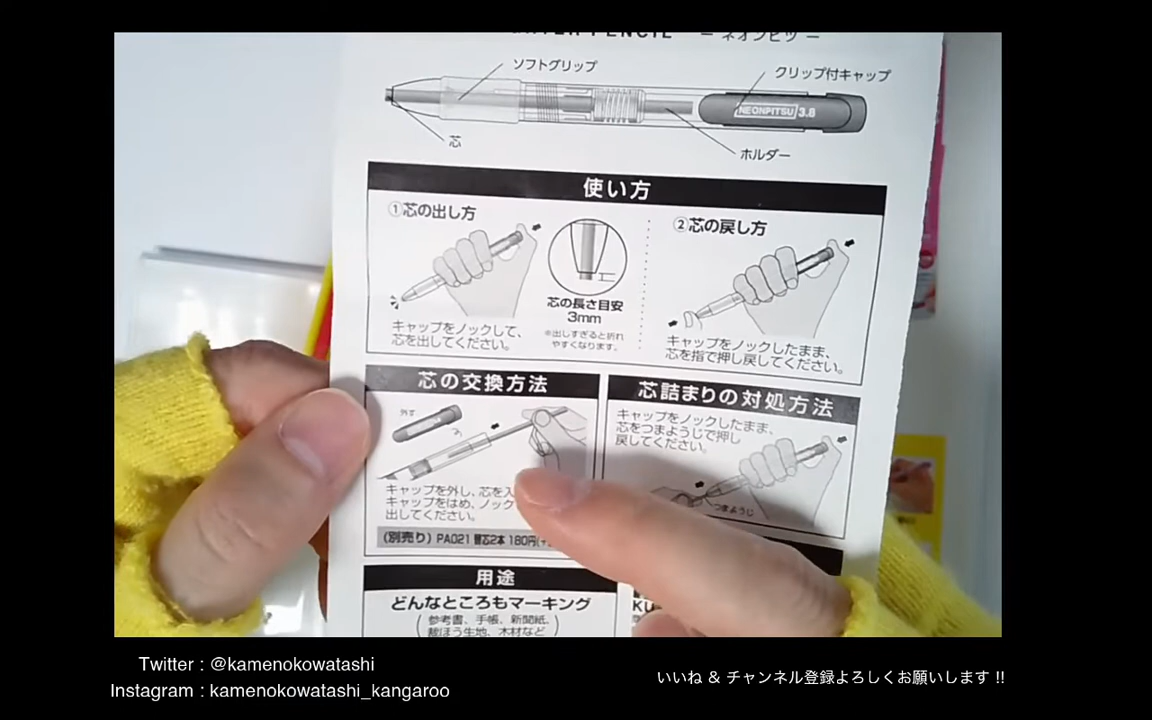 PENCIL ー ネオンピツ ー
ソフトグリップ
クリップ付キャップ
NEONPITSU 3.8
芯
ホルダー
使い方
①芯の出し方
②芯の戻し方
芯の長さ目安
3mm
※出しすぎると折れ
やすくなります。
キャップをノックして、
芯を出してください。
キャップをノックしたまま、
芯を指で押し戻してください。
芯の交換方法
外す
キャップを外し、芯を入
キャップをはめ、ノック
出してください。
(別売り) PA021 替芯2本 180円
芯詰まりの対処方法
キャップをノックしたまま、
芯をつまようじで押し
戻してください。
つまようじ
用途
どんなところもマーキング
参考書、手帳、新聞紙、
裁ほう生地、木材など
Twitter : @kamenokowatashi
Instagram : kamenokowatashi_kangaroo
いいね & チャンネル登録よろしくお願いします !!